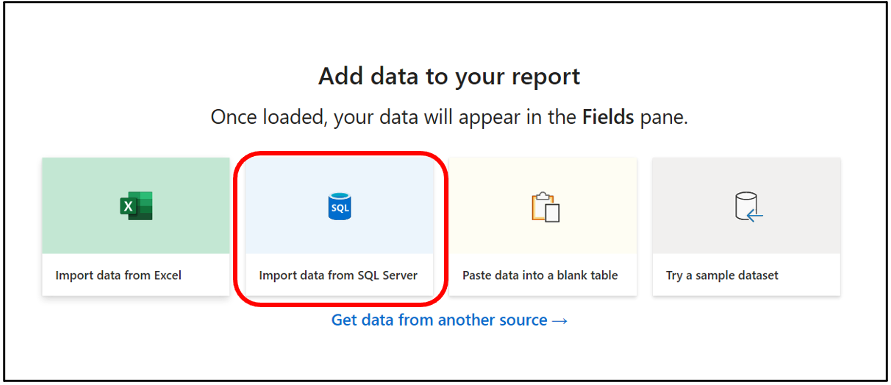 Add data to your report
Once loaded, your data will appear in the Fields pane.
X
SQL
Import data from Excel
Import data from SQL Server
Paste data into a blank table
Try a sample dataset
Get data from another source →